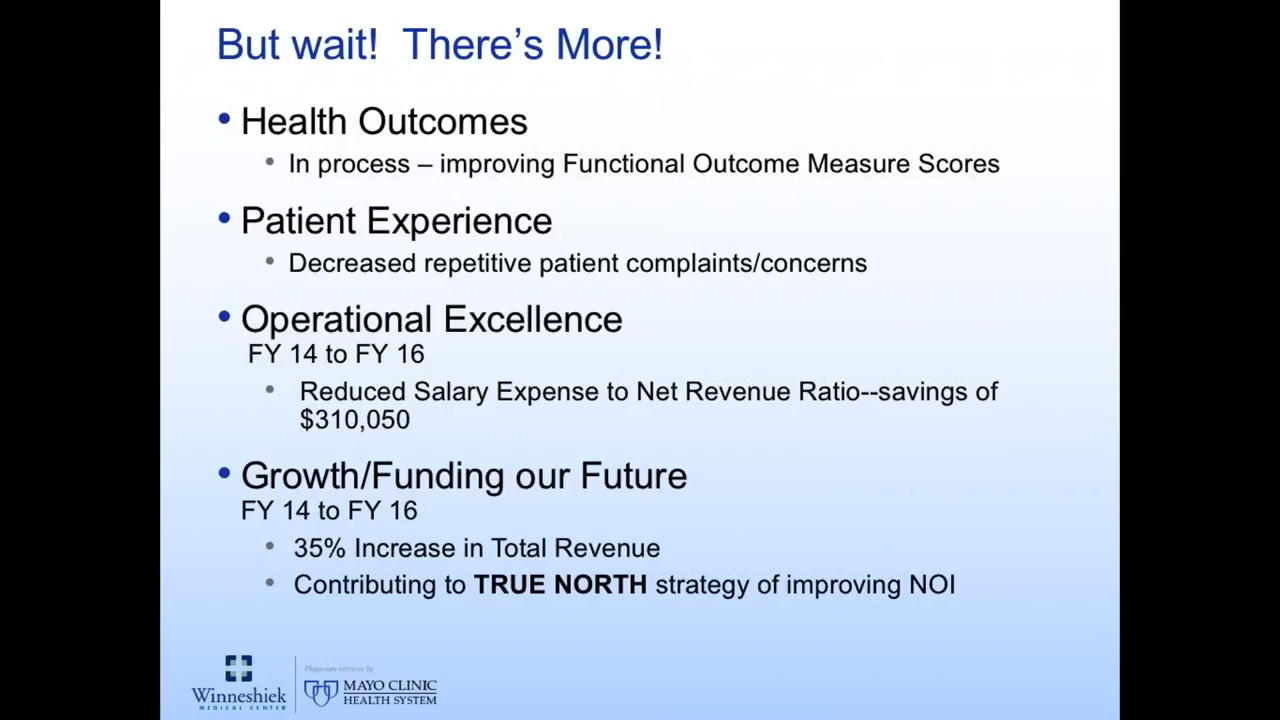 But wait!  There's More!
• Health Outcomes
• In process – improving Functional Outcome Measure Scores
• Patient Experience
• Decreased repetitive patient complaints/concerns
• Operational Excellence
FY 14 to FY 16
• Reduced Salary Expense to Net Revenue Ratio--savings of
$310,050
• Growth/Funding our Future
FY 14 to FY 16
• 35% Increase in Total Revenue
• Contributing to TRUE NORTH strategy of improving NOI
Winneshiek
MEDICAL CENTER
Physician services by
MAYO CLINIC
HEALTH SYSTEM